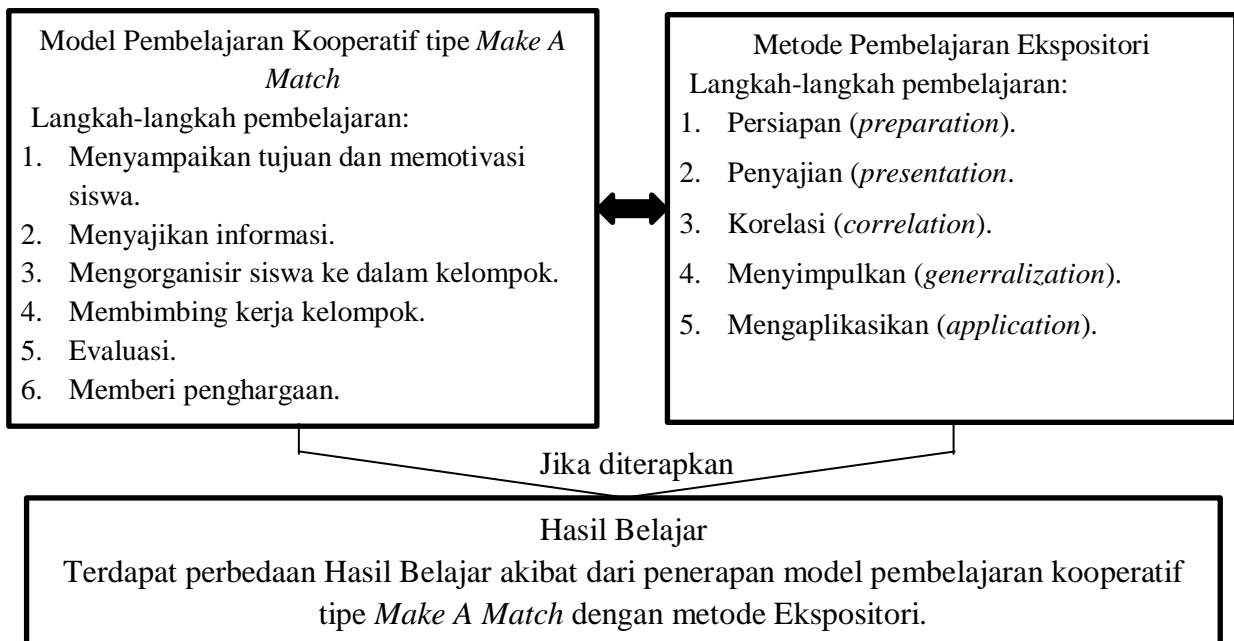 Model Pembelajaran Kooperatif tipe Make A
Match
Langkah-langkah pembelajaran:
1. Menyampaikan tujuan dan memotivasi
siswa.
2. Menyajikan informasi.
3. Mengorganisir siswa ke dalam kelompok.
4. Membimbing kerja kelompok.
5. Evaluasi.
6. Memberi penghargaan.
Metode Pembelajaran Ekspositori
Langkah-langkah pembelajaran:
1. Persiapan (preparation).
2. Penyajian (presentation.
3. Korelasi (correlation).
4. Menyimpulkan (generralization).
5. Mengaplikasikan (application).
Jika diterapkan
Hasil Belajar
Terdapat perbedaan Hasil Belajar akibat dari penerapan model pembelajaran kooperatif
tipe Make A Match dengan metode Ekspositori.